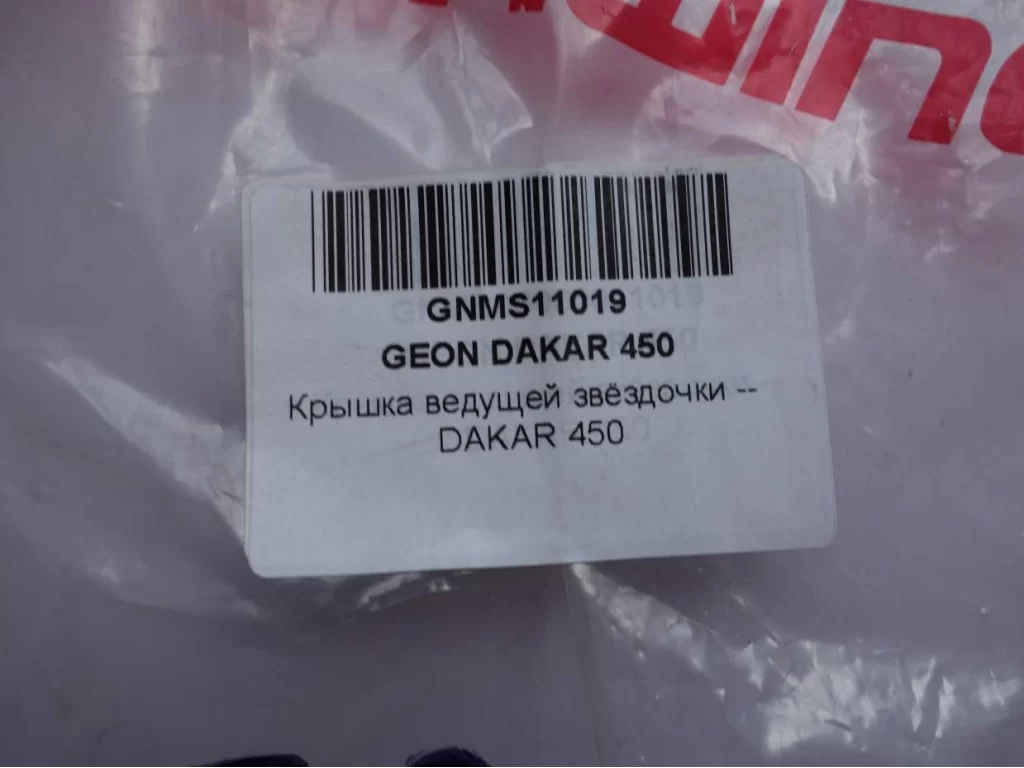 GNMS11019
GEON DAKAR 450
Крышка ведущей звёздочки --
DAKAR 450